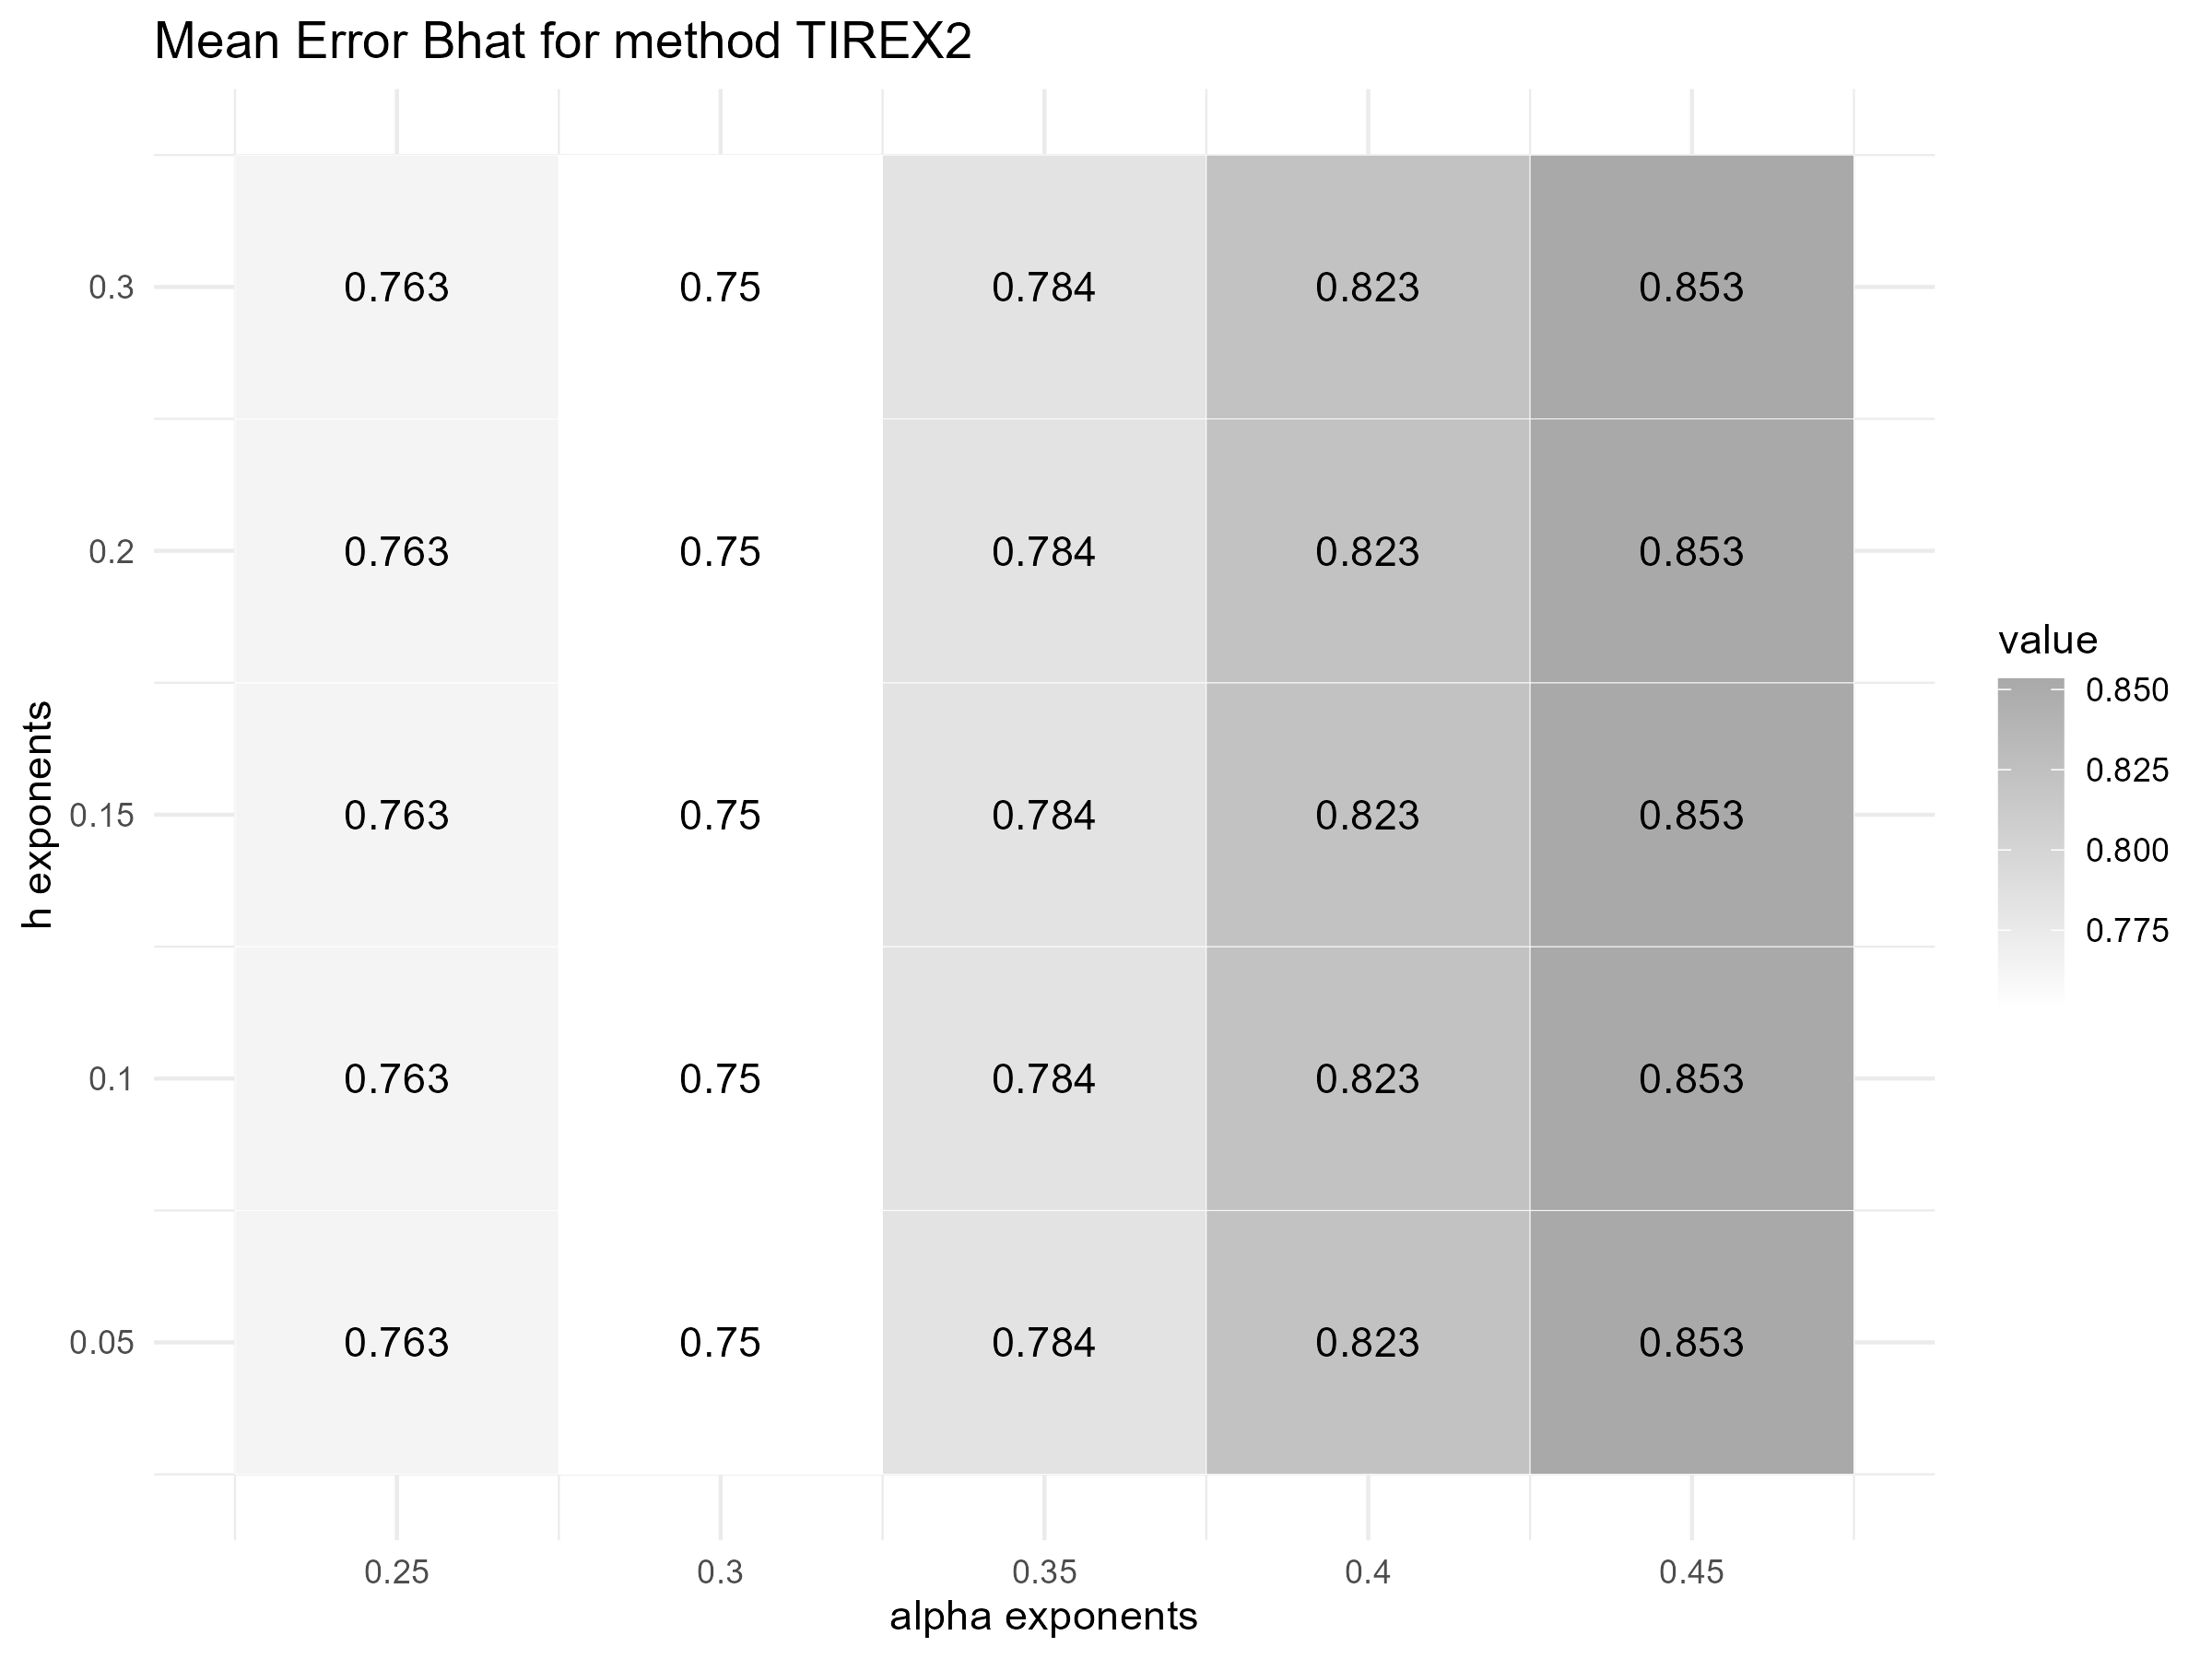 Mean Error Bhat for method TIREX2
h exponents
0.3 0.763 0.75 0.784 0.823 0.853
0.2 0.763 0.75 0.784 0.823 0.853
0.15 0.763 0.75 0.784 0.823 0.853
0.1 0.763 0.75 0.784 0.823 0.853
0.05 0.763 0.75 0.784 0.823 0.853
0.25 0.3 0.35 0.4 0.45
alpha exponents
value
0.850
0.825
0.800
0.775